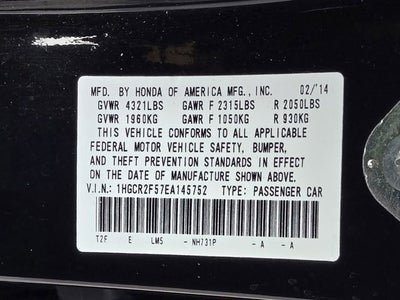 MFD. BY HONDA OF AMERICA MFG., INC. 02/'14
GVWR 4321LBS GAWR F 2315LBS R 2050LBS
GVWR 1960KG GAWR F 1050KG R 930KG
THIS VEHICLE CONFORMS TO ALL APPLICABLE
FEDERAL MOTOR VEHICLE SAFETY, BUMPER,
AND THEFT PREVENTION STANDARDS IN EFFECT
ON THE DATE OF MANUFACTURE SHOWN ABOVE.
V.I.N.: 1HGCR2F57EA145752 TYPE: PASSENGER CAR
T2F E LM5 - NH731P - A - A